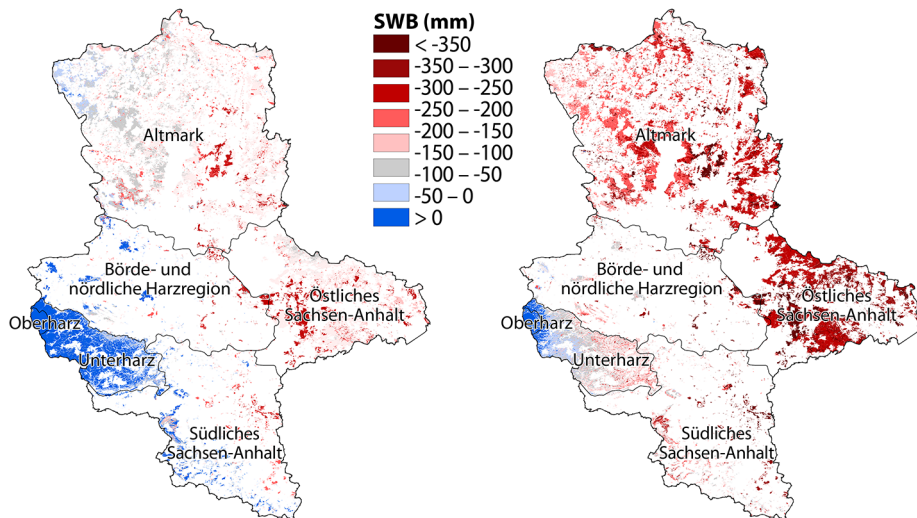 SWB (mm)
< -350
-350 – -300
-300 – -250
-250 – -200
-200 – -150
-150 – -100
-100 – -50
-50 – 0
> 0
Altmark
Börde- und
nördliche Harzregion
Östliches
Sachsen-Anhalt
Oberharz
Unterharz
Südliches
Sachsen-Anhalt
Altmark
Börde- und
nördliche Harzregion
Östliches
Sachsen-Anhalt
Oberharz
Unterharz
Südliches
Sachsen-Anhalt